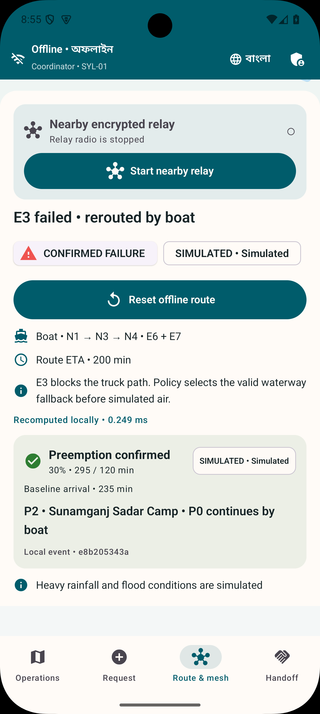 8:55
Offline • অফলাইন
Coordinator • SYL-01
বাংলা
Nearby encrypted relay
Relay radio is stopped
Start nearby relay
E3 failed • rerouted by boat
CONFIRMED FAILURE
SIMULATED • Simulated
Reset offline route
Boat • N1 → N3 → N4 • E6 + E7
Route ETA • 200 min
E3 blocks the truck path. Policy selects the valid waterway
fallback before simulated air.
Recomputed locally • 0.249 ms
Preemption confirmed
30% • 295 / 120 min
SIMULATED • Simulated
Baseline arrival • 235 min
P2 • Sunamganj Sadar Camp • P0 continues by
boat
Local event • e8b205343a
Heavy rainfall and flood conditions are simulated
Operations
Request
Route & mesh
Handoff